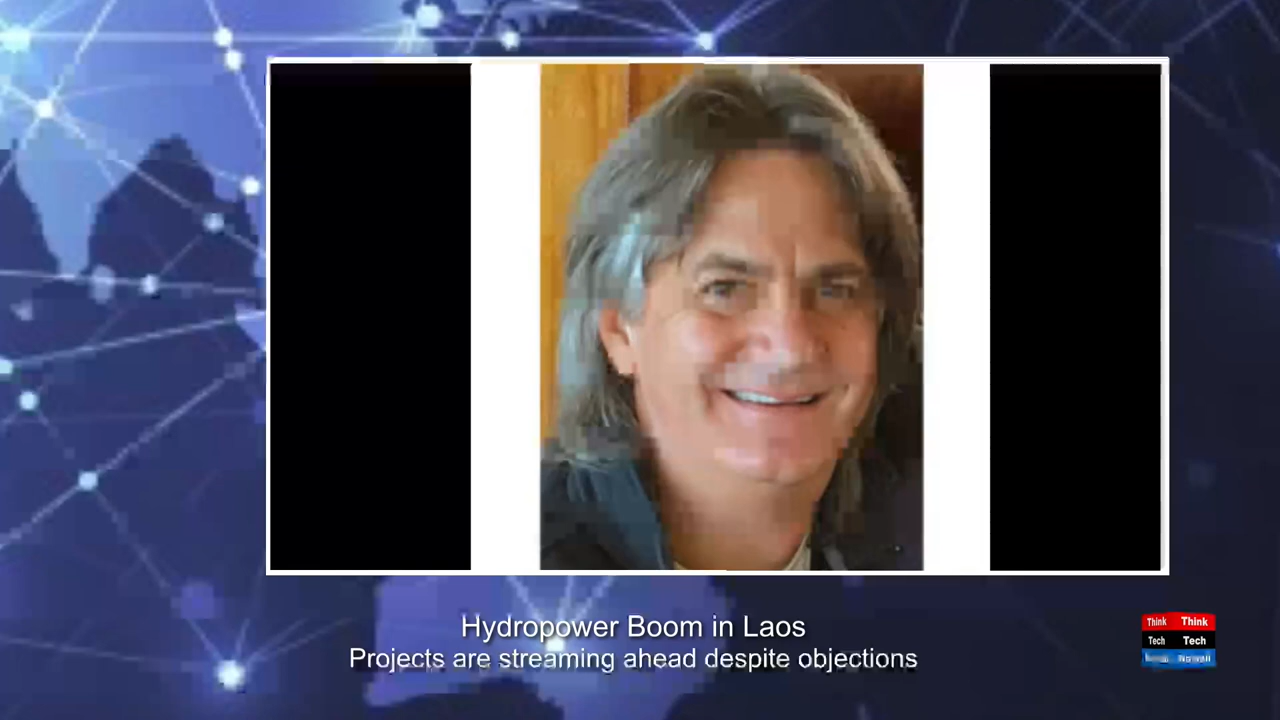 Hydropower Boom in Laos
Projects are streaming ahead despite objections
Think Think
Tech Tech